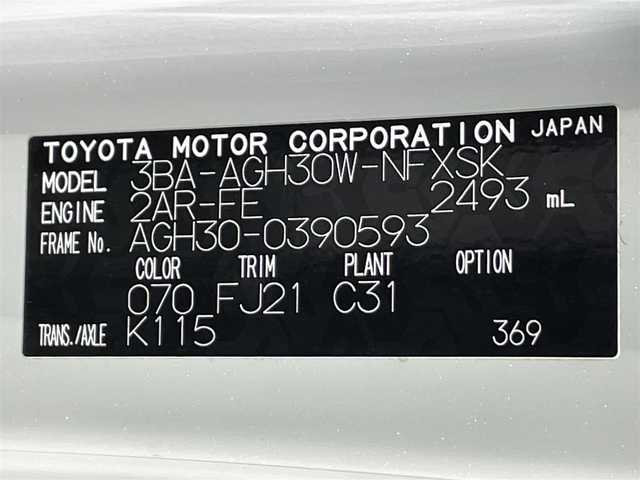 TOYOTA MOTOR CORPORATION JAPAN
MODEL 3BA-AGH30W-NFXSK
ENGINE 2AR-FE 2493 mL
FRAME No. AGH30-0390593
COLOR TRIM PLANT OPTION
070 FJ21 C31
TRANS./AXLE K115 369